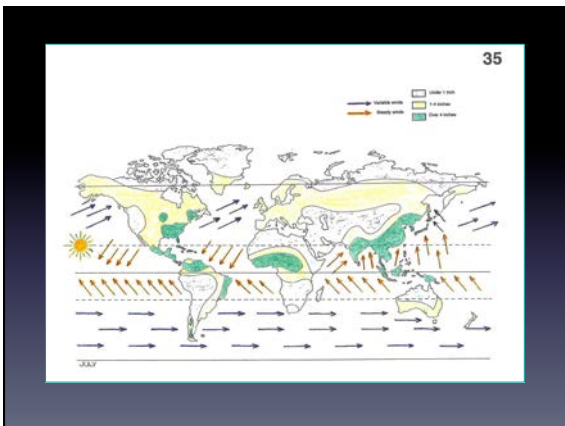 35
Under 1 inch
Variable winds
1-4 inches
Steady winds
Over 4 inches
JULY